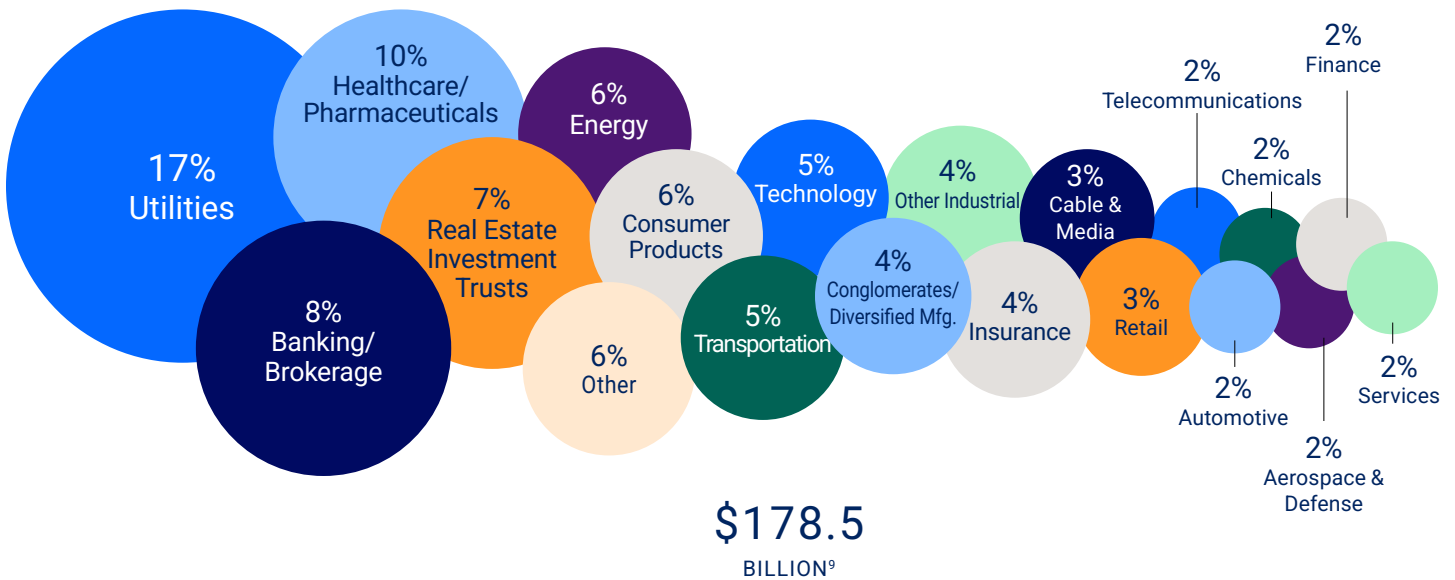 17%
Utilities
10%
Healthcare/
Pharmaceuticals
8%
Banking/
Brokerage
7%
Real Estate
Investment
Trusts
6%
Energy
6%
Consumer
Products
6%
Other
5%
Technology
5%
Transportation
4%
Other Industrial
4%
Conglomerates/
Diversified Mfg.
4%
Insurance
3%
Cable &
Media
3%
Retail
2%
Telecommunications
2%
Chemicals
2%
Finance
2%
Automotive
2%
Aerospace &
Defense
2%
Services
$178.5
BILLION⁹